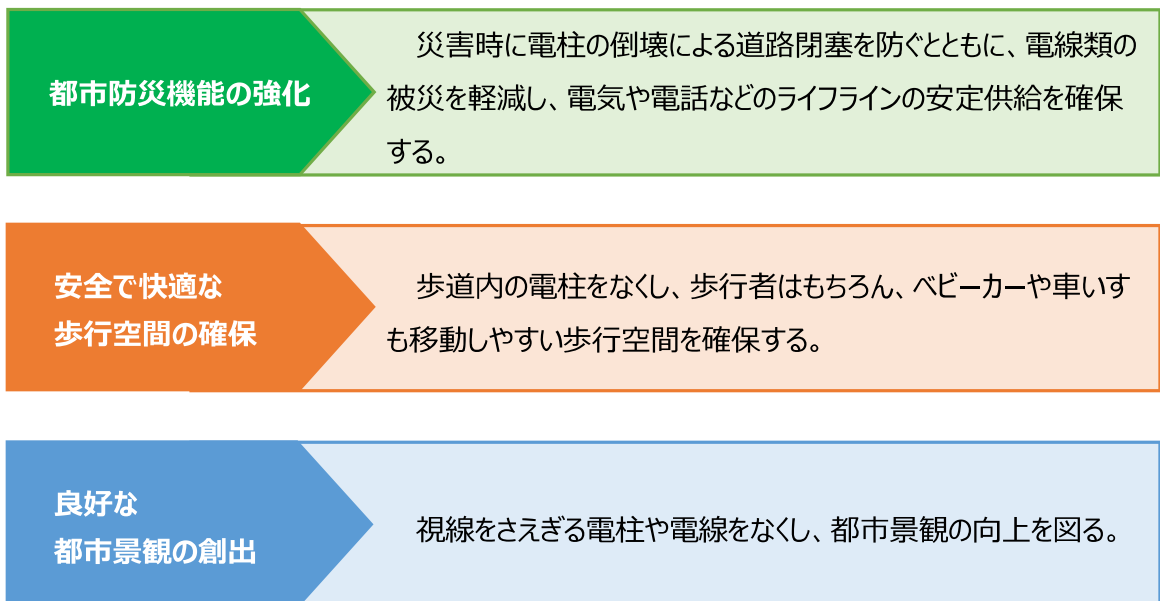 都市防災機能の強化
災害時に電柱の倒壊による道路閉塞を防ぐとともに、電線類の
被災を軽減し、電気や電話などのライフラインの安定供給を確保
する。
安全で快適な
歩行空間の確保
歩道内の電柱をなくし、歩行者はもちろん、ベビーカーや車いす
も移動しやすい歩行空間を確保する。
良好な
都市景観の創出
視線をさえぎる電柱や電線をなくし、都市景観の向上を図る。